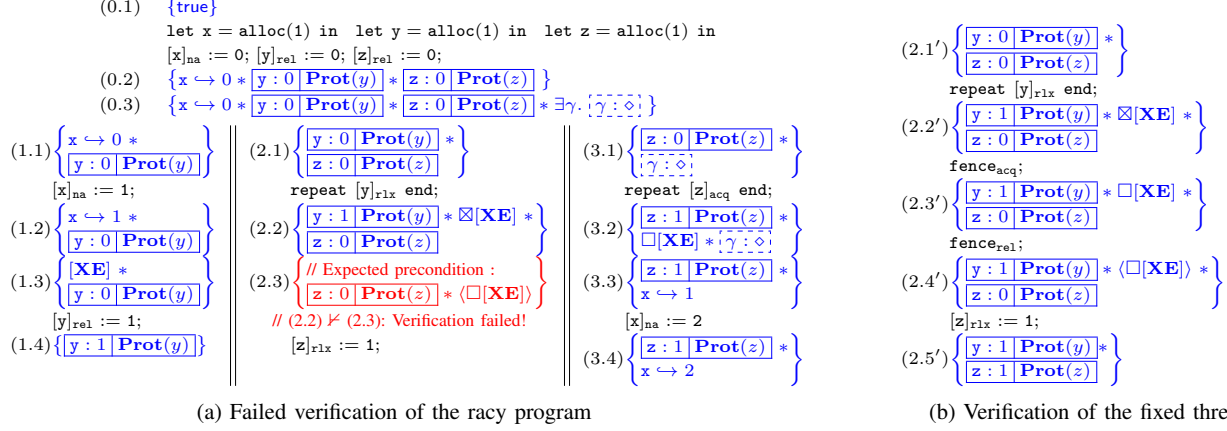 (0.1) {true}
let x = alloc(1) in let y = alloc(1) in let z = alloc(1) in
[x]na := 0; [y]rel := 0; [z]rel := 0;
(0.2) {x ↪ 0 * y : 0 | Prot(y) * z : 0 | Prot(z) }
(0.3) {x ↪ 0 * y : 0 | Prot(y) * z : 0 | Prot(z) * ∃γ. γ : ⋄ }
(1.1) { x ↪ 0 *
y : 0 | Prot(y) }
[x]na := 1;
(1.2) { x ↪ 1 *
y : 0 | Prot(y) }
(1.3) { [XE] *
y : 0 | Prot(y) }
[y]rel := 1;
(1.4) { y : 1 | Prot(y) }
(2.1) { y : 0 | Prot(y) *
z : 0 | Prot(z) }
repeat [y]rlx end;
(2.2) { y : 1 | Prot(y) * ⊠[XE] *
z : 0 | Prot(z) }
(2.3) { // Expected precondition :
z : 0 | Prot(z) * ⟨□[XE]⟩ }
// (2.2) ⊬ (2.3): Verification failed!
[z]rlx := 1;
(3.1) { z : 0 | Prot(z) *
γ : ⋄ }
repeat [z]acq end;
(3.2) { z : 1 | Prot(z) *
□[XE] * γ : ⋄ }
(3.3) { z : 1 | Prot(z) *
x ↪ 1 }
[x]na := 2
(3.4) { z : 1 | Prot(z) *
x ↪ 2 }
(a) Failed verification of the racy program
(2.1′) { y : 0 | Prot(y) *
z : 0 | Prot(z) }
repeat [y]rlx end;
(2.2′) { y : 1 | Prot(y) * ⊠[XE] *
z : 0 | Prot(z) }
fenceacq;
(2.3′) { y : 1 | Prot(y) * □[XE] *
z : 0 | Prot(z) }
fencerel;
(2.4′) { y : 1 | Prot(y) * ⟨□[XE]⟩ *
z : 0 | Prot(z) }
[z]rlx := 1;
(2.5′) { y : 1 | Prot(y) *
z : 1 | Prot(z) }
(b) Verification of the fixed thre